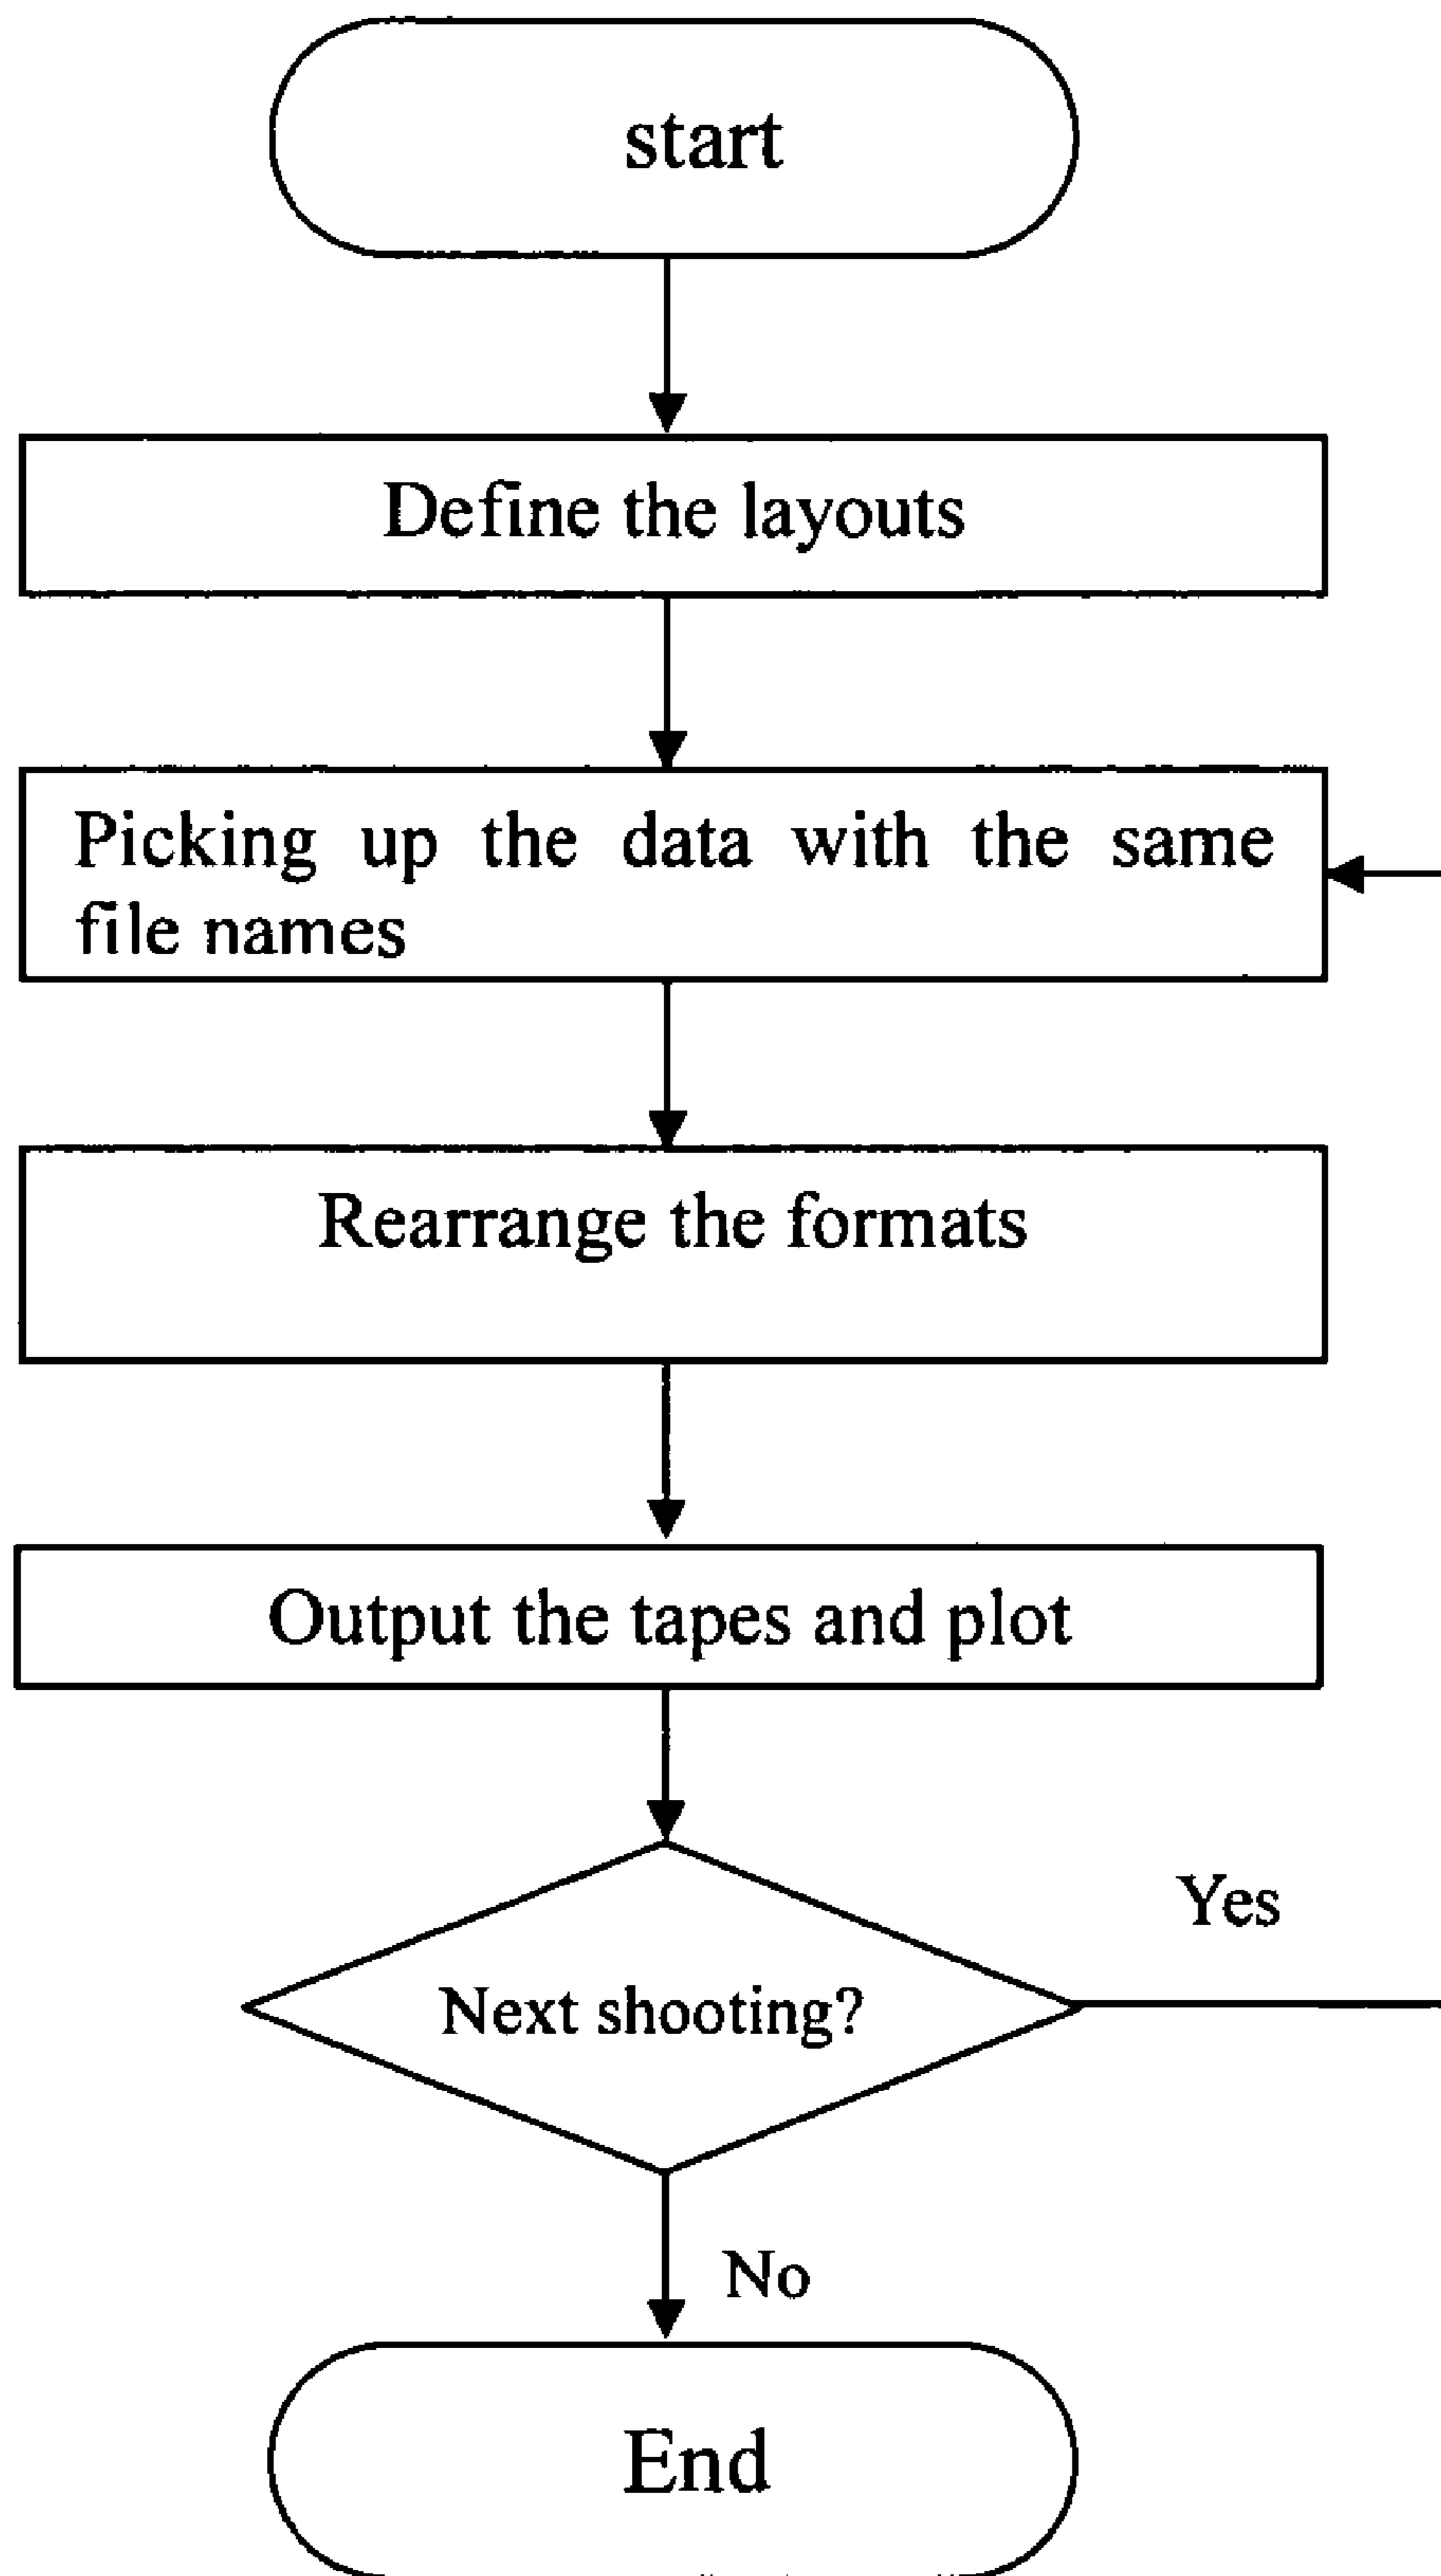 start
Define the layouts
Picking up the data with the same
file names
Rearrange the formats
Output the tapes and plot
Next shooting?
Yes
No
End